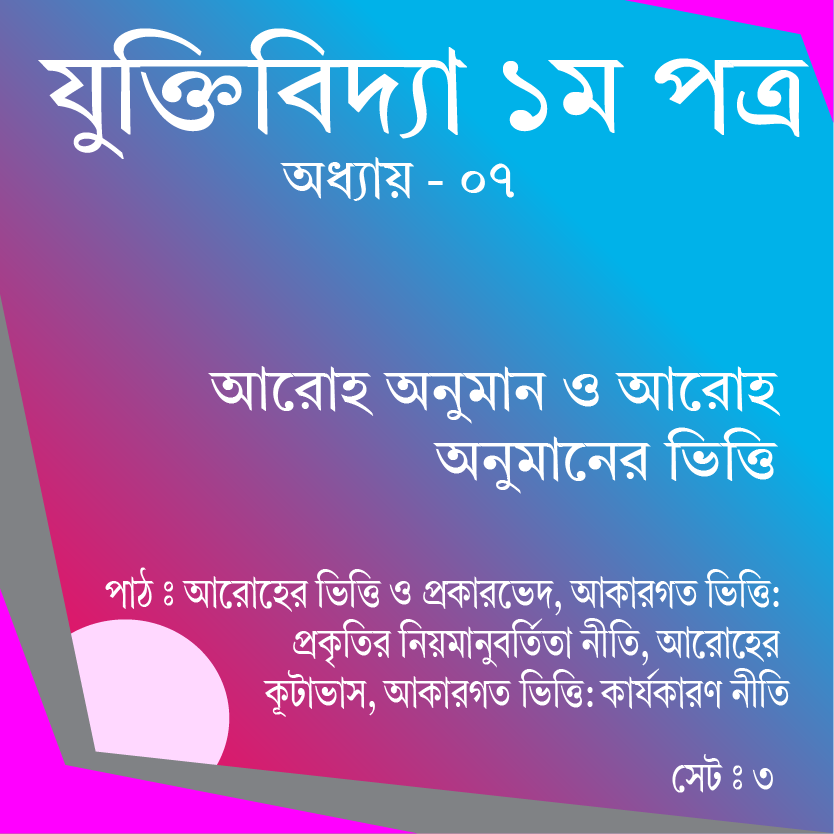 যুক্তিবিদ্যা ১ম পত্র
অধ্যায় - ০৭
আরোহ অনুমান ও আরোহ
অনুমানের ভিত্তি
পাঠ ঃ আরোহের ভিত্তি ও প্রকারভেদ, আকারগত ভিত্তি:
প্রকৃতির নিয়মানুবর্তিতা নীতি, আরোহের
কূটাভাস, আকারগত ভিত্তি: কার্যকারণ নীতি
সেট ঃ ৩